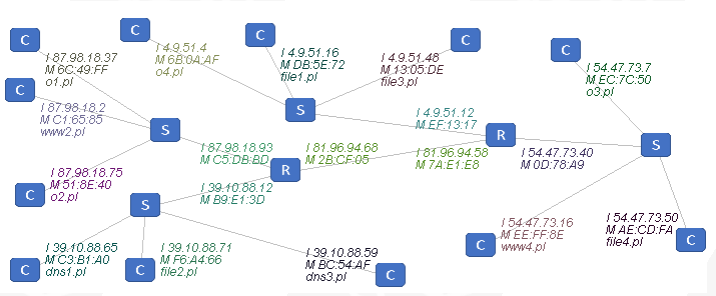 C
C
C
C
C
I 87.98.18.37
M 6C:49:FF
o1.pl
I 4.9.51.4
M 6B:0A:AF
o4.pl
I 4.9.51.16
M DB:5E:72
file1.pl
I 4.9.51.48
M 13:05:DE
file3.pl
I 54.47.73.7
M EC:7C:50
o3.pl
C
I 87.98.18.2
M C1:65:85
www2.pl
S
S
I 4.9.51.12
M EF:13:17
R
S
I 87.98.18.93
M C5:DB:BD
I 81.96.94.68
M 2B:CF:05
I 81.96.94.58
M 7A:E1:E8
I 54.47.73.40
M 0D:78:A9
R
I 87.98.18.75
M 51:8E:40
o2.pl
C
S
I 39.10.88.12
M B9:E1:3D
I 54.47.73.16
M EE:FF:8E
www4.pl
I 54.47.73.50
M AE:CD:FA
file4.pl
C
C
I 39.10.88.65
M C3:B1:A0
dns1.pl
I 39.10.88.71
M F6:A4:66
file2.pl
I 39.10.88.59
M BC:54:AF
dns3.pl
C
C
C